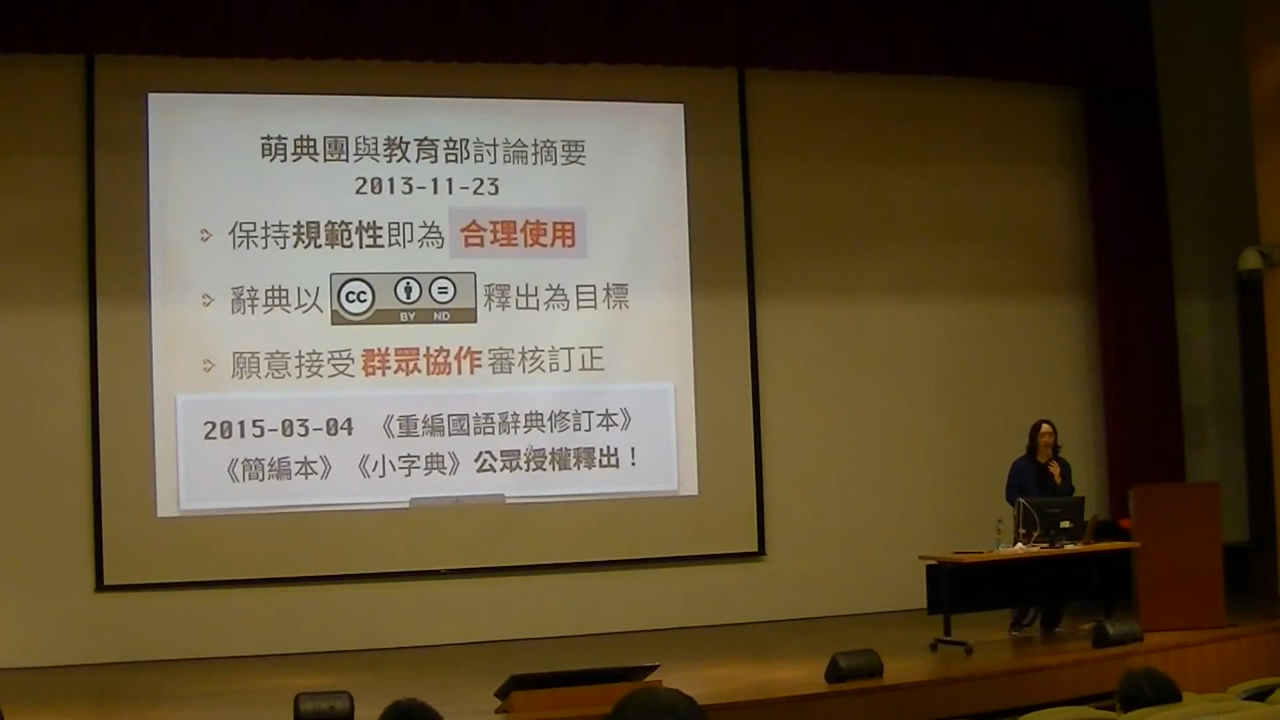 萌典團與教育部討論摘要
2013-11-23
保持規範性即為 合理使用
辭典以 cc BY ND 釋出為目標
願意接受 群眾協作 審核訂正
2015-03-04 《重編國語辭典修訂本》
《簡編本》《小字典》公眾授權釋出！